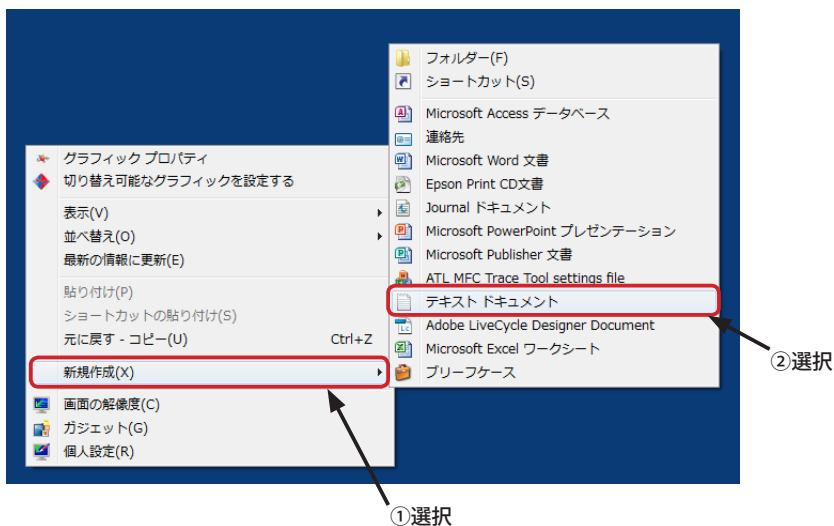 グラフィック プロパティ
切り替え可能なグラフィックを設定する
表示(V)
並べ替え(O)
最新の情報に更新(E)
貼り付け(P)
ショートカットの貼り付け(S)
元に戻す - コピー(U) Ctrl+Z
新規作成(X)
画面の解像度(C)
ガジェット(G)
個人設定(R)
フォルダー(F)
ショートカット(S)
Microsoft Access データベース
連絡先
Microsoft Word 文書
Epson Print CD文書
Journal ドキュメント
Microsoft PowerPoint プレゼンテーション
Microsoft Publisher 文書
ATL MFC Trace Tool settings file
テキスト ドキュメント
Adobe LiveCycle Designer Document
Microsoft Excel ワークシート
ブリーフケース
②選択
①選択